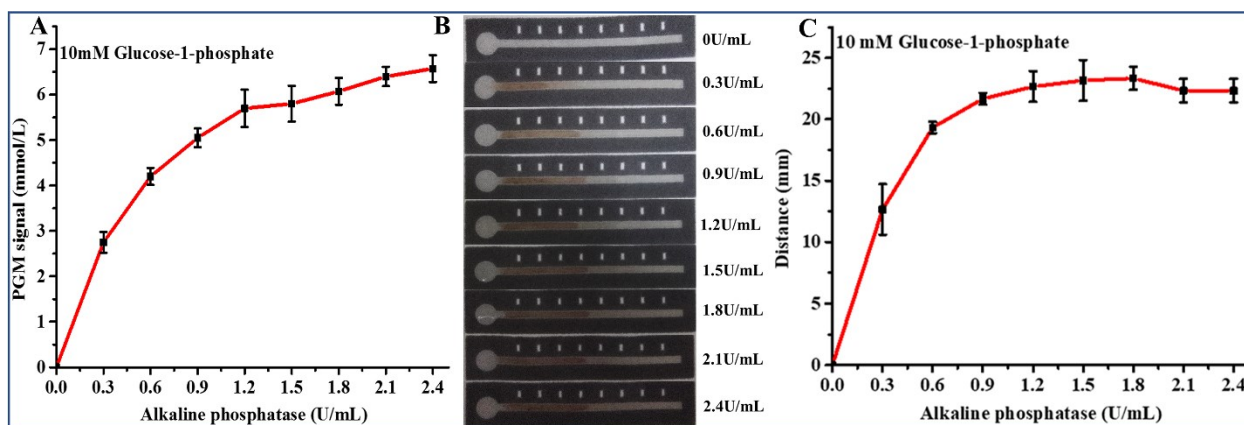 A
10mM Glucose-1-phosphate
PGM signal (mmol/L)
7
6
5
4
3
2
1
0
0.0 0.3 0.6 0.9 1.2 1.5 1.8 2.1 2.4
Alkaline phosphatase (U/mL)
B
0U/mL
0.3U/mL
0.6U/mL
0.9U/mL
1.2U/mL
1.5U/mL
1.8U/mL
2.1U/mL
2.4U/mL
C
10 mM Glucose-1-phosphate
Distance (mm)
25
20
15
10
5
0
0.0 0.3 0.6 0.9 1.2 1.5 1.8 2.1 2.4
Alkaline phosphatase (U/mL)